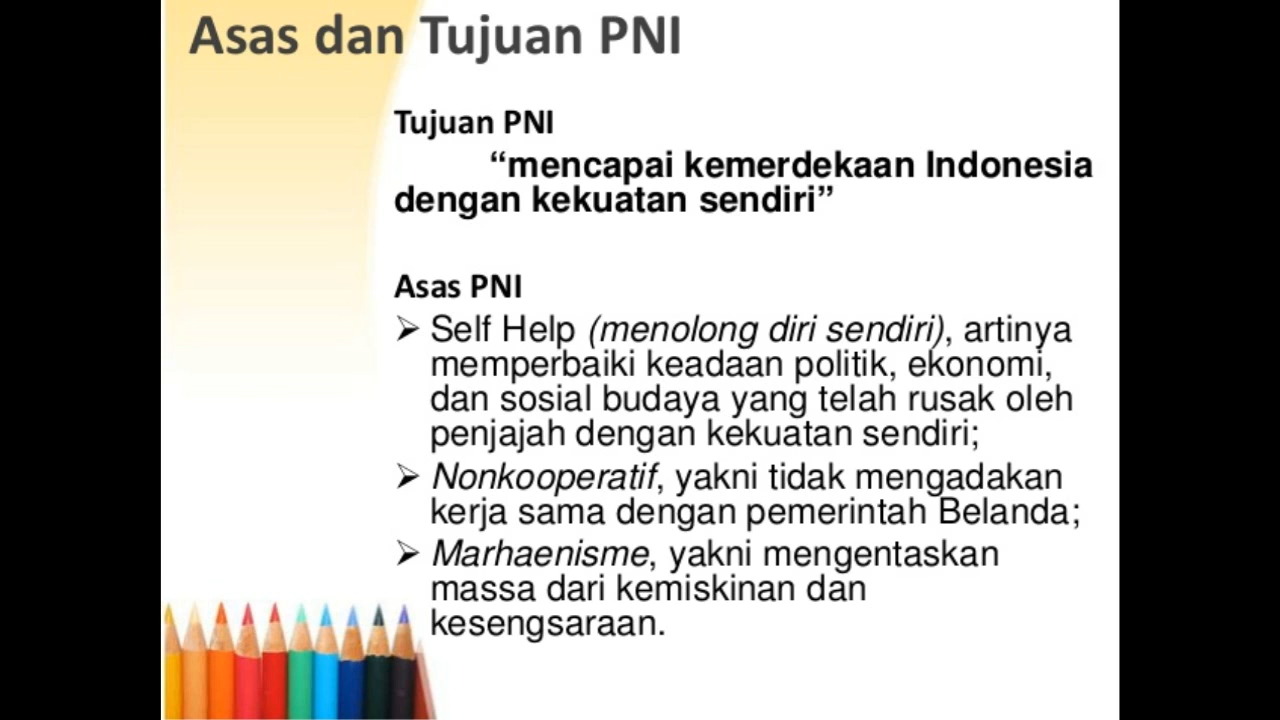 Asas dan Tujuan PNI
Tujuan PNI
“mencapai kemerdekaan Indonesia
dengan kekuatan sendiri”
Asas PNI
➢ Self Help (menolong diri sendiri), artinya
memperbaiki keadaan politik, ekonomi,
dan sosial budaya yang telah rusak oleh
penjajah dengan kekuatan sendiri;
➢ Nonkooperatif, yakni tidak mengadakan
kerja sama dengan pemerintah Belanda;
➢ Marhaenisme, yakni mengentaskan
massa dari kemiskinan dan
kesengsaraan.